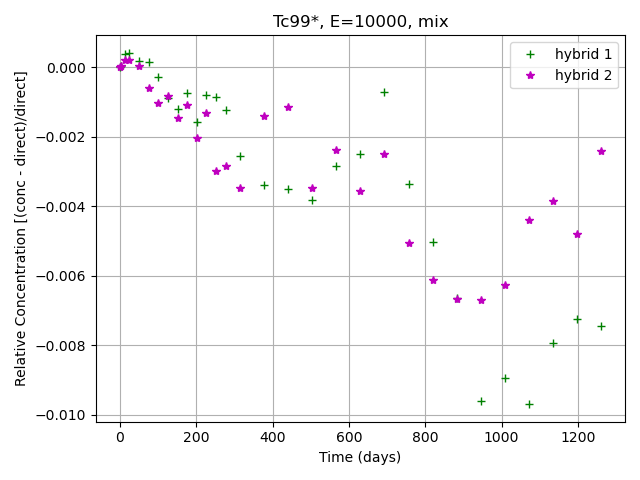 Tc99*, E=10000, mix
hybrid 1
hybrid 2
Relative Concentration [(conc - direct)/direct]
0.000
−0.002
−0.004
−0.006
−0.008
−0.010
0 200 400 600 800 1000 1200
Time (days)